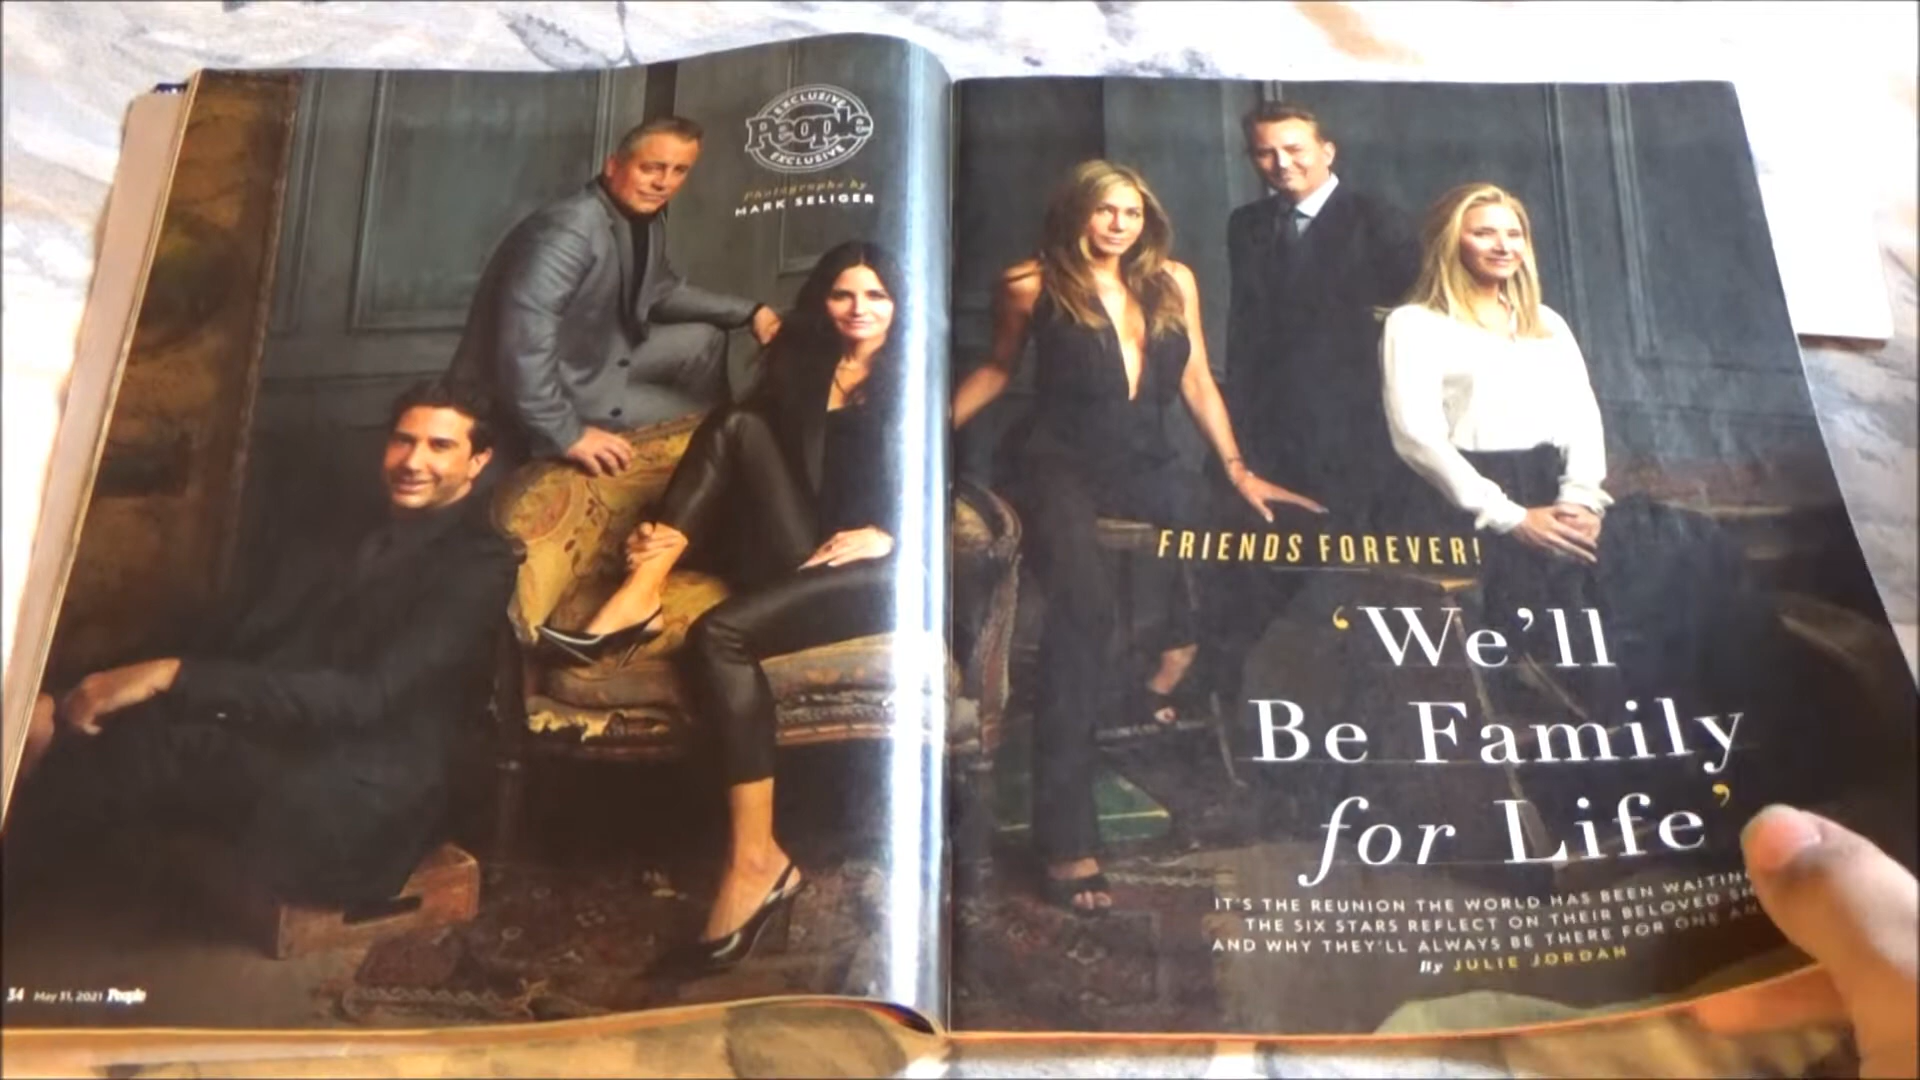 EXCLUSIVE
People
EXCLUSIVE
Photographs by
MARK SELIGER
FRIENDS FOREVER!
‘We’ll
Be Family
for Life’
IT’S THE REUNION THE WORLD HAS BEEN
THE SIX STARS REFLECT ON THEIR BELOVED
AND WHY THEY’LL ALWAYS BE THERE FOR ONE
By JULIE JORDAN
34 May 31, 2021 People